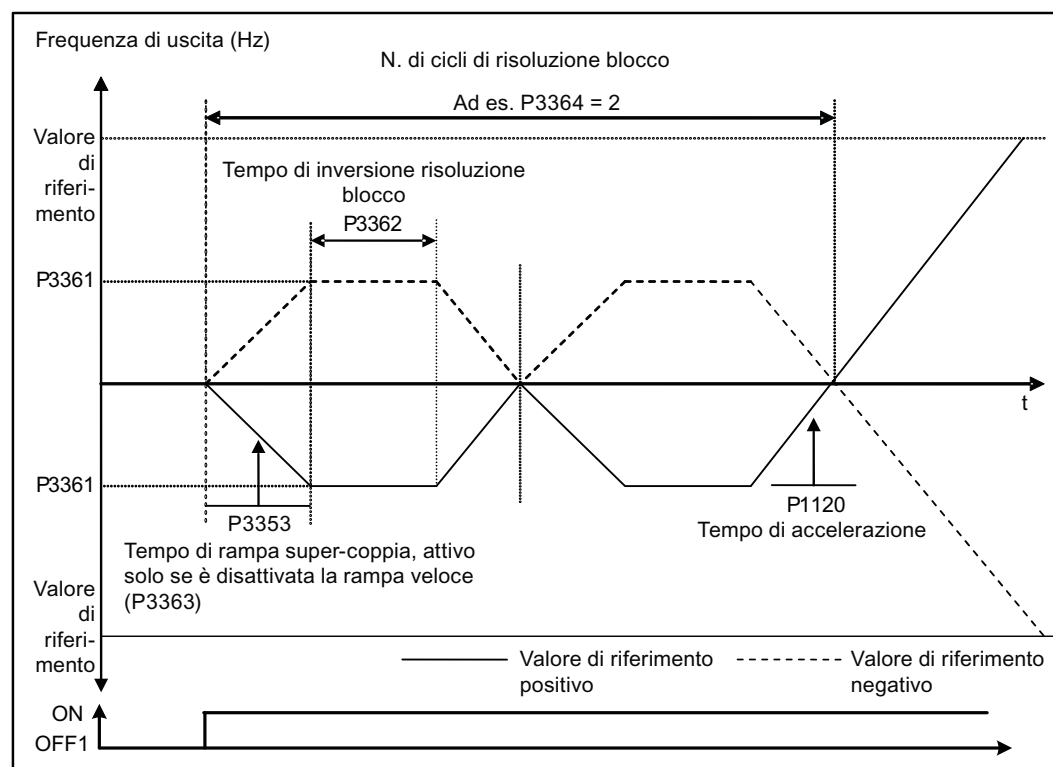 Frequenza di uscita (Hz)
N. di cicli di risoluzione blocco
Ad es. P3364 = 2
Valore
di
riferi-
mento
Tempo di inversione risoluzione
blocco
P3362
P3361
t
P3361
P3353
Tempo di rampa super-coppia, attivo
solo se è disattivata la rampa veloce
(P3363)
P1120
Tempo di accelerazione
Valore
di
riferi-
mento
Valore di riferimento
positivo
Valore di riferimento
negativo
ON
OFF1